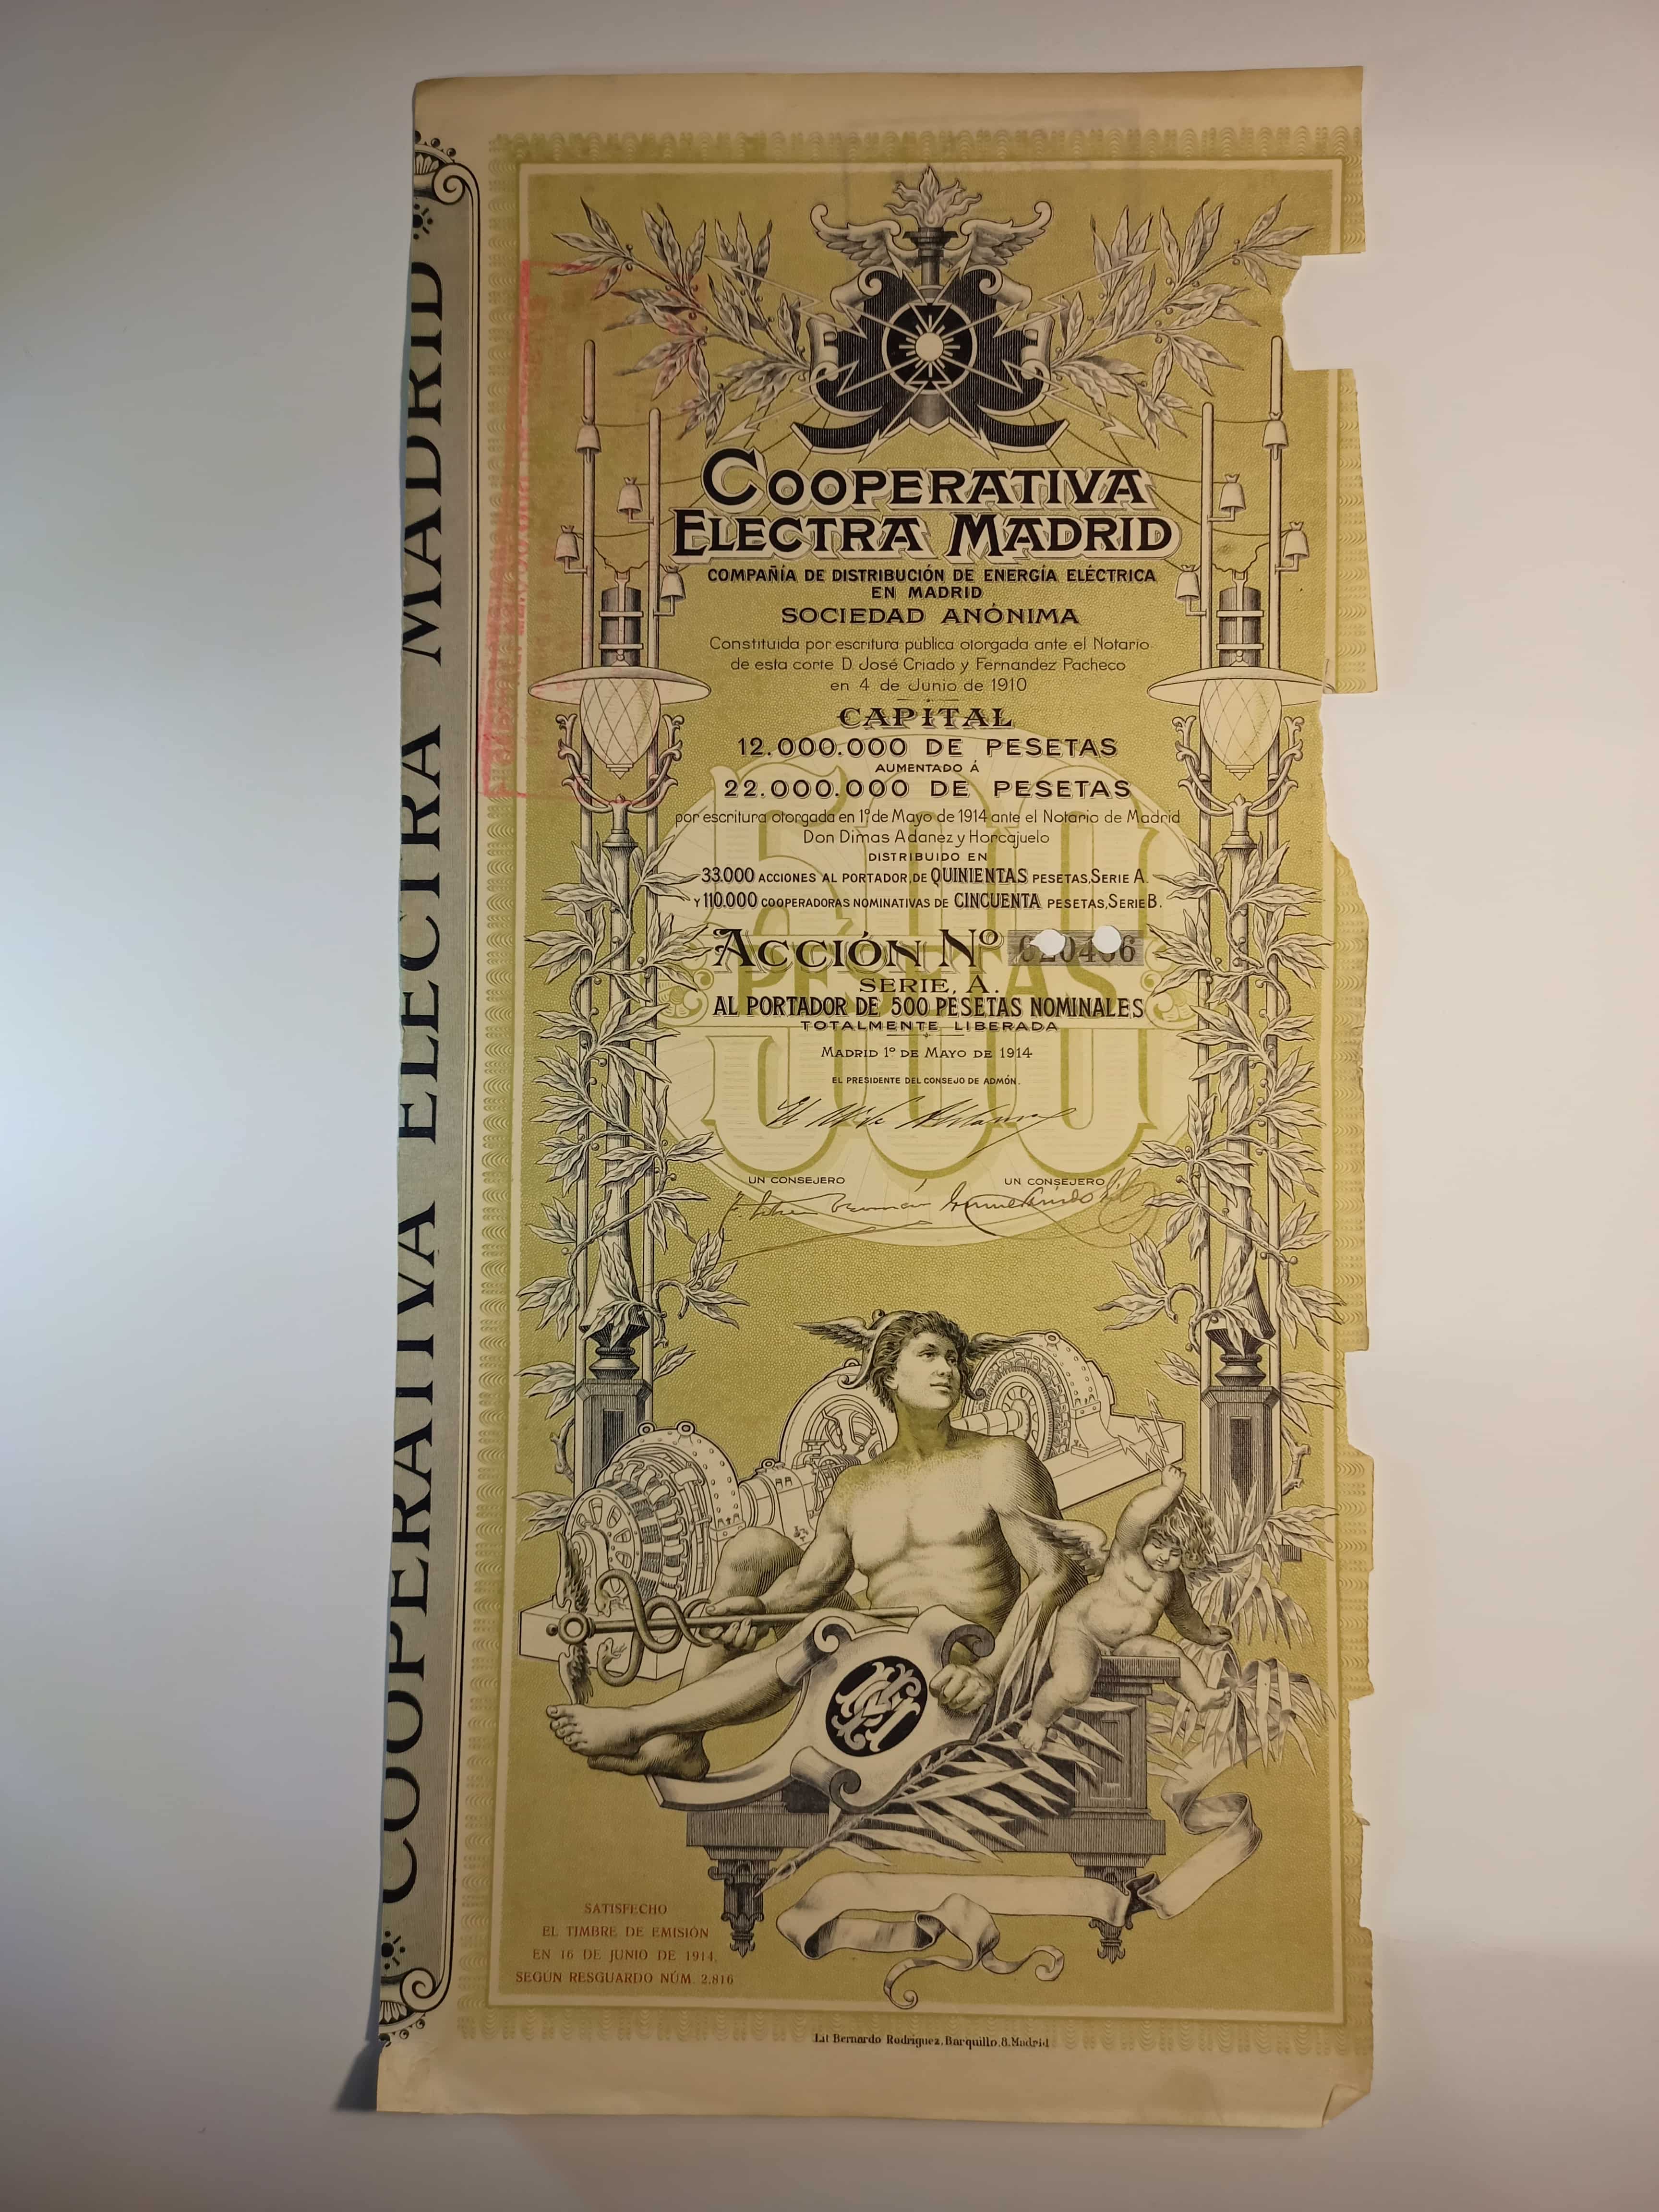 COOPERATIVA ELECTRA MADRID
COOPERATIVA
ELECTRA MADRID
COMPAÑÍA DE DISTRIBUCIÓN DE ENERGÍA ELÉCTRICA
EN MADRID
SOCIEDAD ANÓNIMA
Constituida por escritura pública otorgada ante el Notario
de esta corte D. José Criado y Fernandez Pacheco
en 4 de Junio de 1910
CAPITAL
12.000.000 DE PESETAS
AUMENTADO Á
22.000.000 DE PESETAS
por escritura otorgada en 1º de Mayo de 1914 ante el Notario de Madrid
Don Dimas Adanez y Horcajuelo
DISTRIBUIDO EN
33.000 ACCIONES AL PORTADOR, DE QUINIENTAS PESETAS, SERIE A.
Y 110.000 COOPERADORAS NOMINATIVAS DE CINCUENTA PESETAS, SERIE B.
500
PESETAS
ACCIÓN Nº
SERIE, A.
AL PORTADOR DE 500 PESETAS NOMINALES
TOTALMENTE LIBERADA
MADRID 1º DE MAYO DE 1914
EL PRESIDENTE DEL CONSEJO DE ADMÓN.
UN CONSEJERO UN CONSEJERO
SATISFECHO
EL TIMBRE DE EMISIÓN
EN 16 DE JUNIO DE 1914,
SEGÚN RESGUARDO NÚM. 2.816
Lit Bernardo Rodríguez, Barquillo, 8, Madrid